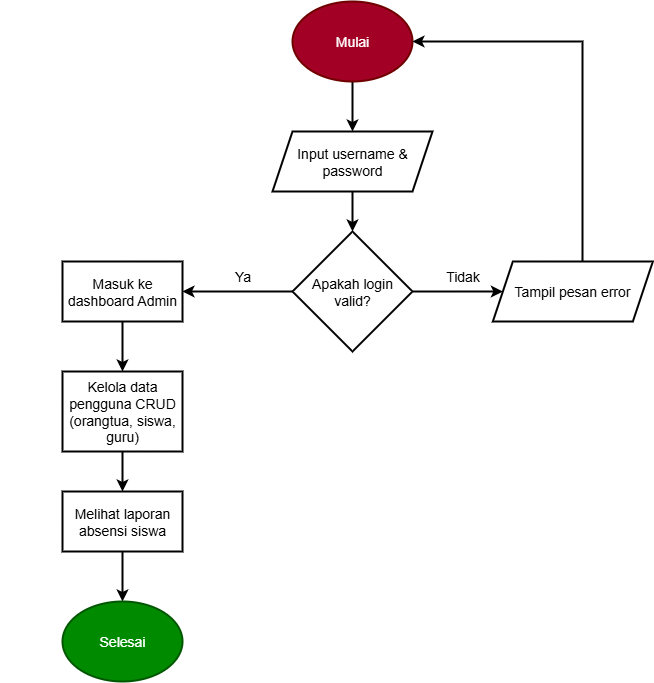 Mulai
Input username &
password
Apakah login
valid?
Ya
Tidak
Masuk ke
dashboard Admin
Tampil pesan error
Kelola data
pengguna CRUD
(orangtua, siswa,
guru)
Melihat laporan
absensi siswa
Selesai